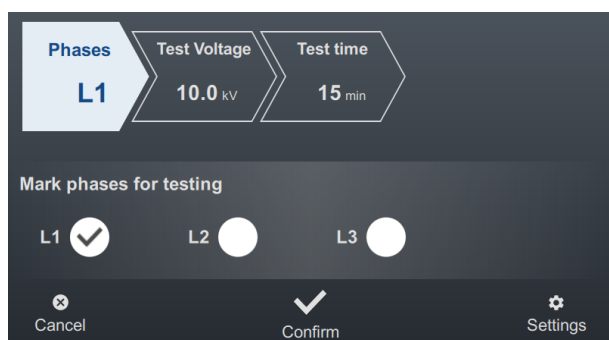 Phases
Test Voltage
Test time
L1
10.0 kV
15 min
Mark phases for testing
L1
L2
L3
Cancel
Confirm
Settings